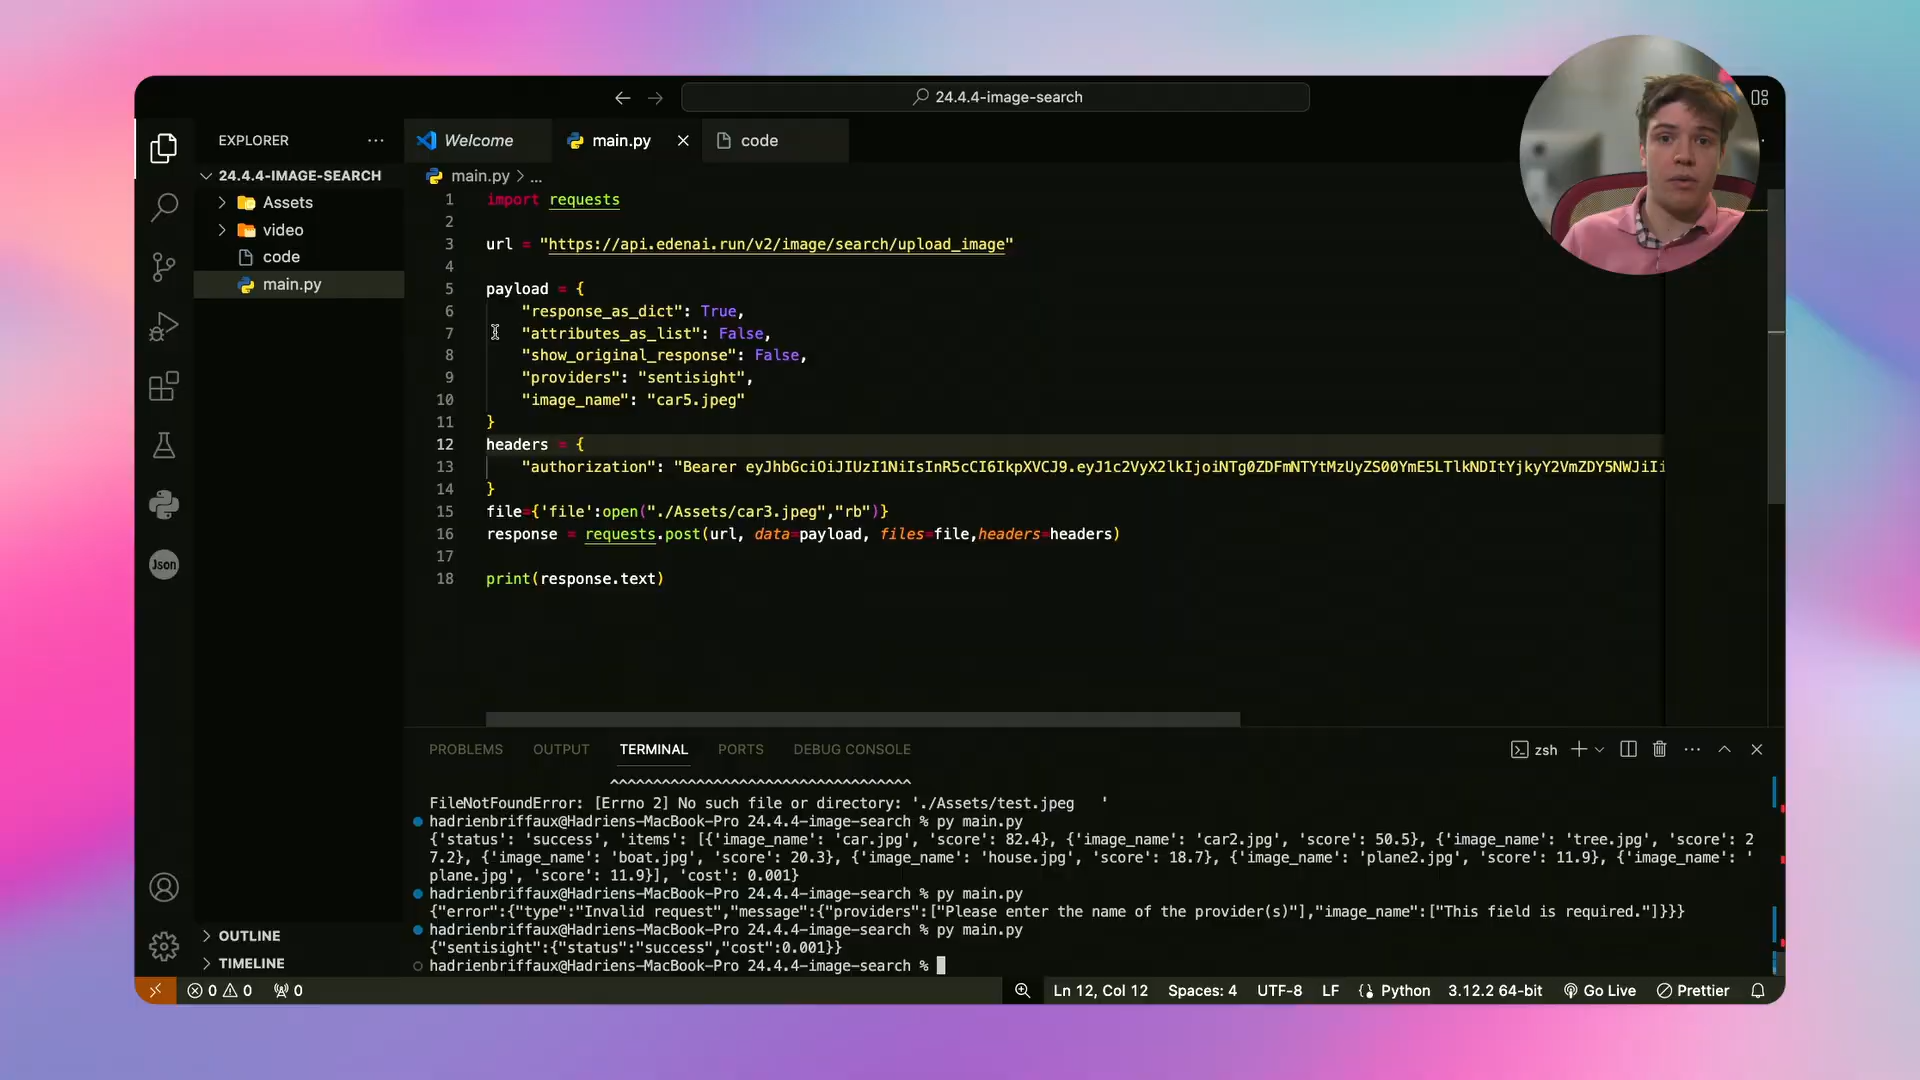 24.4.4-image-search
EXPLORER
Welcome
main.py
code
24.4.4-IMAGE-SEARCH
Assets
video
code
main.py
main.py > ...
1 import requests
2
3 url = "https://api.edenai.run/v2/image/search/upload_image"
4
5 payload = {
6 "response_as_dict": True,
7 "attributes_as_list": False,
8 "show_original_response": False,
9 "providers": "sentisight",
10 "image_name": "car5.jpeg"
11 }
12 headers = {
13 "authorization": "Bearer
14 }
15 file={'file':open("./Assets/car3.jpeg","rb")}
16 response = requests.post(url, data=payload, files=file,headers=headers)
17
18 print(response.text)
Json
PROBLEMS OUTPUT TERMINAL PORTS DEBUG CONSOLE
zsh
^^^^^^^^^^^^^^^^^^^^^^^^^^^^^^^^^^
FileNotFoundError: [Errno 2] No such file or directory: './Assets/test.jpeg '
hadrienbriffaux@Hadriens-MacBook-Pro 24.4.4-image-search % py main.py
{'status': 'success', 'items': [{'image_name': 'car.jpg', 'score': 82.4}, {'image_name': 'car2.jpg', 'score': 50.5}, {'image_name': 'tree.jpg', 'score': 2
7.2}, {'image_name': 'boat.jpg', 'score': 20.3}, {'image_name': 'house.jpg', 'score': 18.7}, {'image_name': 'plane2.jpg', 'score': 11.9}, {'image_name': '
plane.jpg', 'score': 11.9}], 'cost': 0.001}
hadrienbriffaux@Hadriens-MacBook-Pro 24.4.4-image-search % py main.py
{"error":{"type":"Invalid request","message":{"providers":["Please enter the name of the provider(s)"],"image_name":["This field is required."]}}}
hadrienbriffaux@Hadriens-MacBook-Pro 24.4.4-image-search % py main.py
{"sentisight":{"status":"success","cost":0.001}}
hadrienbriffaux@Hadriens-MacBook-Pro 24.4.4-image-search %
OUTLINE
TIMELINE
0 0 0
Ln 12, Col 12 Spaces: 4 UTF-8 LF Python 3.12.2 64-bit Go Live Prettier